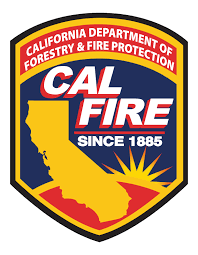 CALIFORNIA DEPARTMENT OF
FORESTRY & FIRE PROTECTION
CAL
FIRE
SINCE 1885